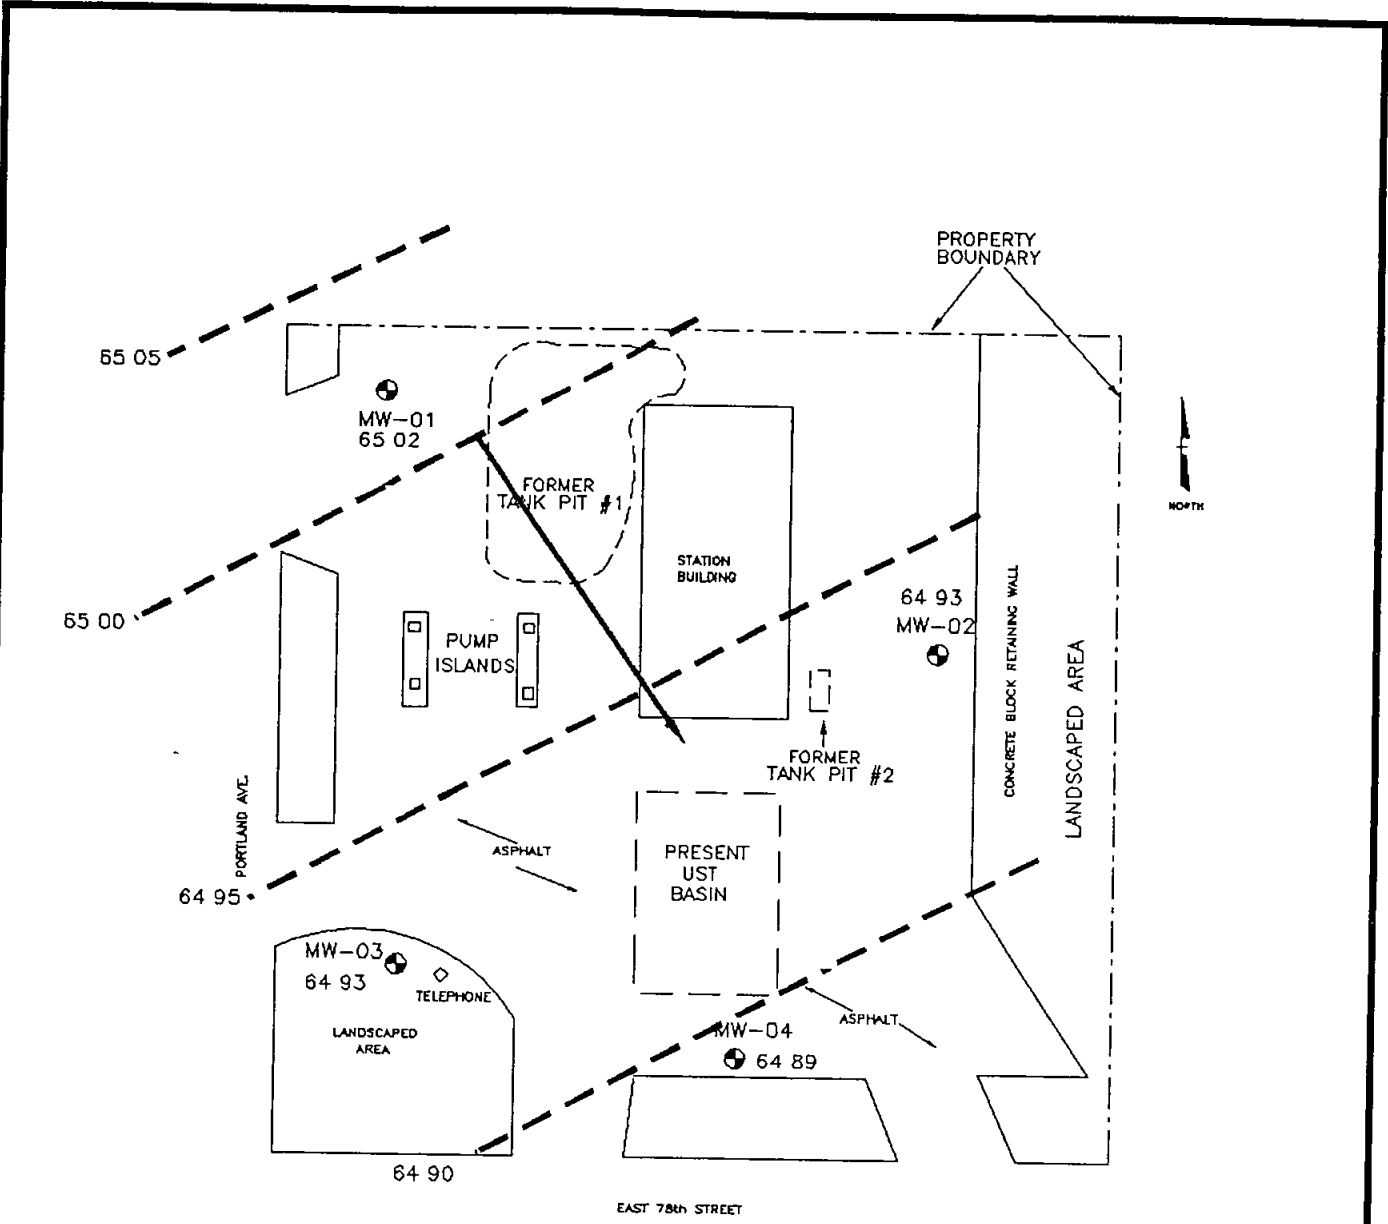 PROPERTY
BOUNDARY
65 05
MW-01
65 02
NORTH
FORMER
TANK PIT #1
STATION
BUILDING
64 93
MW-02
CONCRETE BLOCK RETAINING WALL
LANDSCAPED AREA
65 00
PUMP
ISLANDS
FORMER
TANK PIT #2
PORTLAND AVE.
ASPHALT
PRESENT
UST
BASIN
64 95
MW-03
64 93
TELEPHONE
LANDSCAPED
AREA
ASPHALT
MW-04
64 89
64 90
EAST 78th STREET